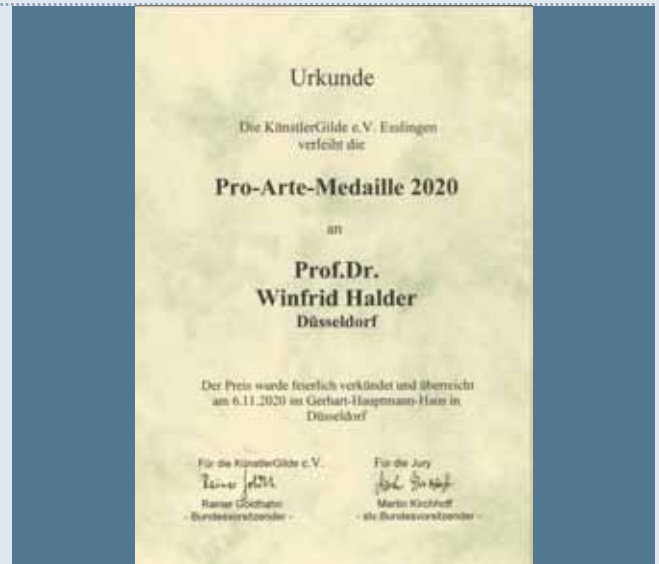 Urkunde
Die KünstlerGilde e.V. Esslingen
verleiht die
Pro-Arte-Medaille 2020
an
Prof.Dr.
Winfrid Halder
Düsseldorf
Der Preis wurde feierlich verkündet und überreicht
am 6.11.2020 im Gerhart-Hauptmann-Haus in
Düsseldorf
Für die KünstlerGilde e.V. Für die Jury
Rainer Goldhahn Martin Kirchhoff
- Bundesvorsitzender - - stv. Bundesvorsitzender -